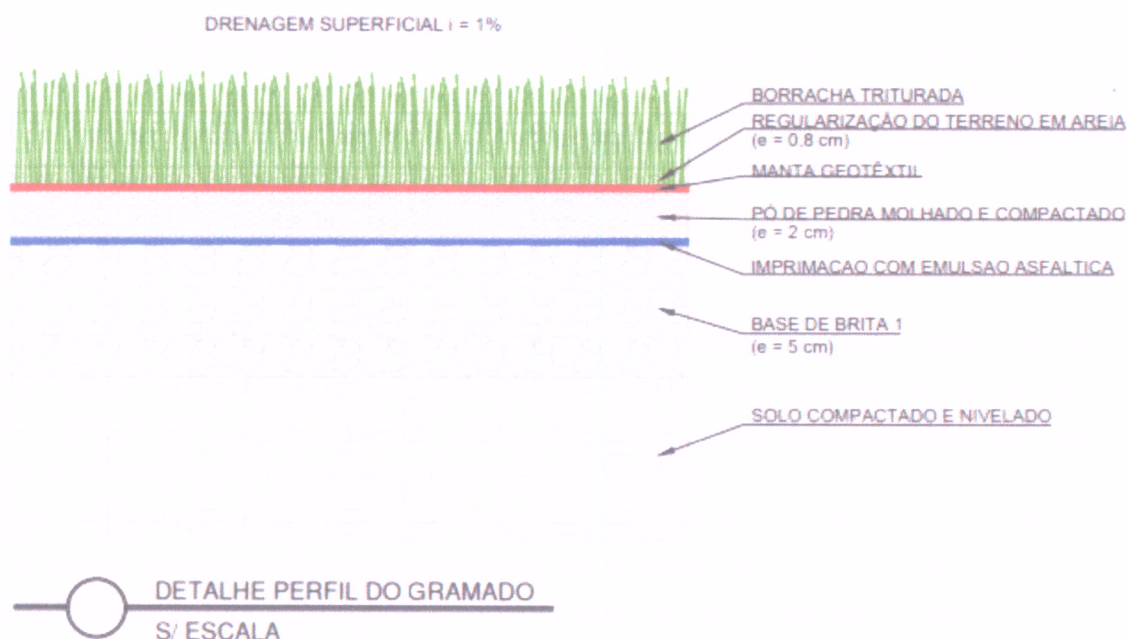 DRENAGEM SUPERFICIAL i = 1%
BORRACHA TRITURADA
REGULARIZAÇÃO DO TERRENO EM AREIA
(e = 0,8 cm)
MANTA GEOTÊXTIL
PÓ DE PEDRA MOLHADO E COMPACTADO
(e = 2 cm)
IMPRIMACAO COM EMULSAO ASFALTICA
BASE DE BRITA 1
(e = 5 cm)
SOLO COMPACTADO E NIVELADO
DETALHE PERFIL DO GRAMADO
S/ ESCALA